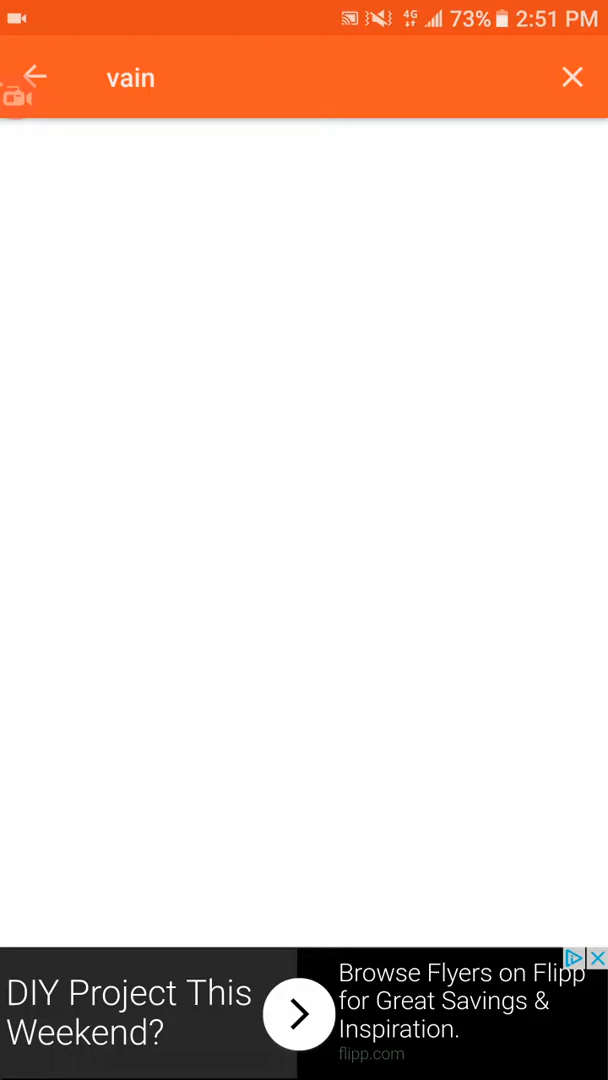 4G 73% 2:51 PM
vain
DIY Project This
Weekend?
Browse Flyers on Flipp
for Great Savings &
Inspiration.
flipp.com